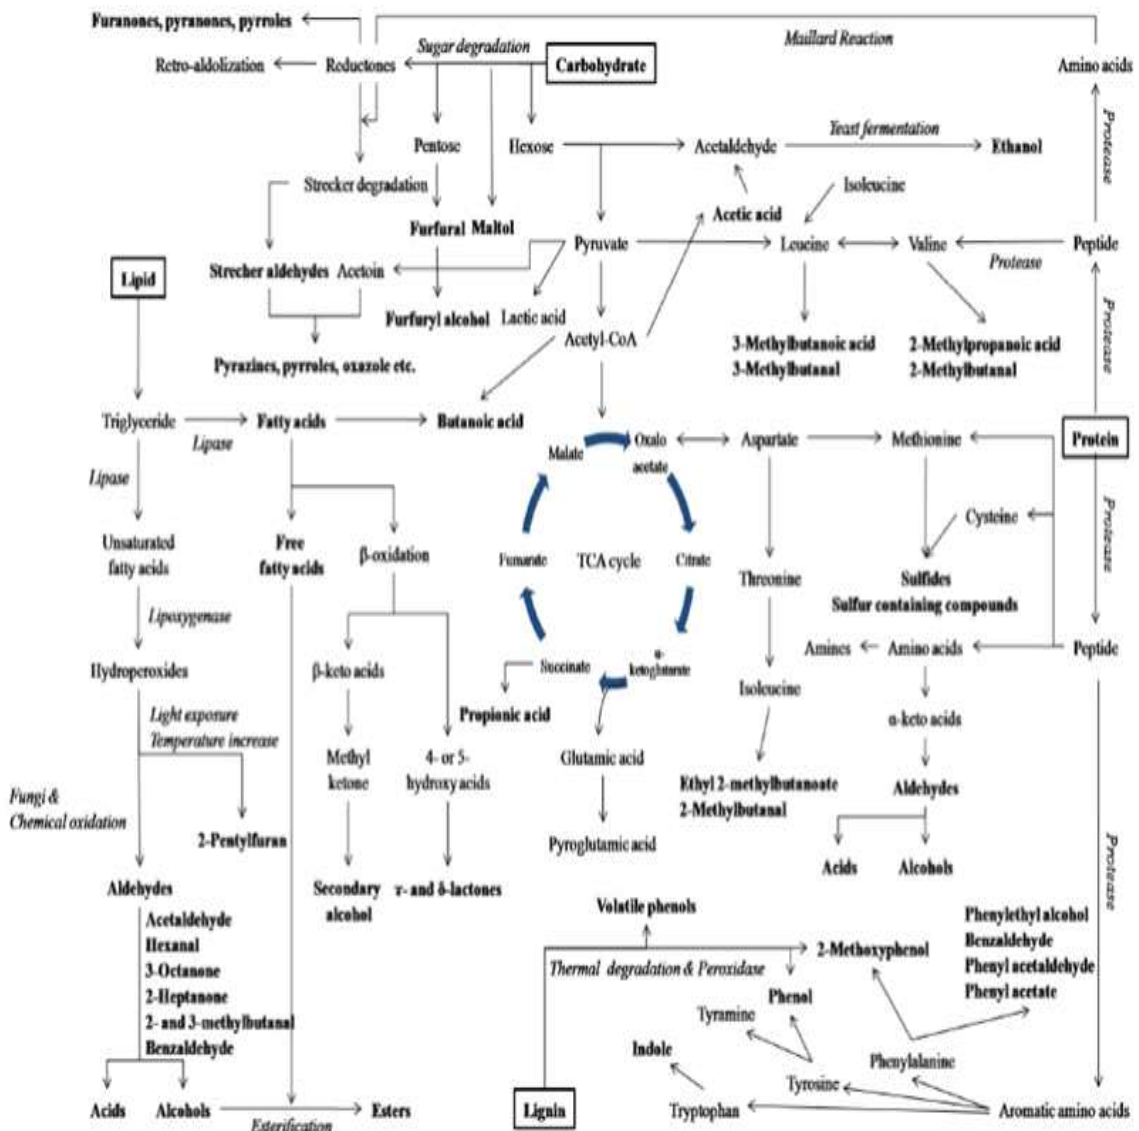 Furanones, pyranones, pyrroles
Maillard Reaction
Sugar degradation
Retro-aldolization
Reductones
Carbohydrate
Amino acids
Protease
Pentose
Hexose
Acetaldehyde
Yeast fermentation
Ethanol
Strecker degradation
Isoleucine
Acetic acid
Furfural
Maltol
Pyruvate
Leucine
Valine
Peptide
Protease
Lipid
Strecher aldehydes
Acetoin
Furfuryl alcohol
Lactic acid
Acetyl-CoA
Protease
3-Methylbutanoic acid
3-Methylbutanal
2-Methylpropanoic acid
2-Methylbutanal
Pyrazines, pyrroles, oxazole etc.
Triglyceride
Lipase
Fatty acids
Butanoic acid
Malate
Oxalo
acetate
Aspartate
Methionine
Protein
Lipase
Cysteine
Protease
Unsaturated
fatty acids
Free
fatty acids
β-oxidation
Fumarate
TCA cycle
Citrate
Threonine
Sulfides
Sulfur containing compounds
Lipoxygenase
Hydroperoxides
β-keto acids
Succinate
α-
ketoglutarate
Amines
Amino acids
Peptide
Isoleucine
Propionic acid
Light exposure
Temperature increase
α-keto acids
Methyl
ketone
4- or 5-
hydroxy acids
Glutamic acid
Ethyl 2-methylbutanoate
2-Methylbutanal
Aldehydes
Fungi &
Chemical oxidation
2-Pentylfuran
Pyroglutamic acid
Acids
Alcohols
Protease
Aldehydes
Secondary
alcohol
τ- and δ-lactones
Acetaldehyde
Hexanal
3-Octanone
2-Heptanone
2- and 3-methylbutanal
Benzaldehyde
Volatile phenols
Thermal degradation & Peroxidase
2-Methoxyphenol
Phenylethyl alcohol
Benzaldehyde
Phenyl acetaldehyde
Phenyl acetate
Phenol
Tyramine
Indole
Phenylalanine
Tyrosine
Acids
Alcohols
Esterification
Esters
Lignin
Tryptophan
Aromatic amino acids